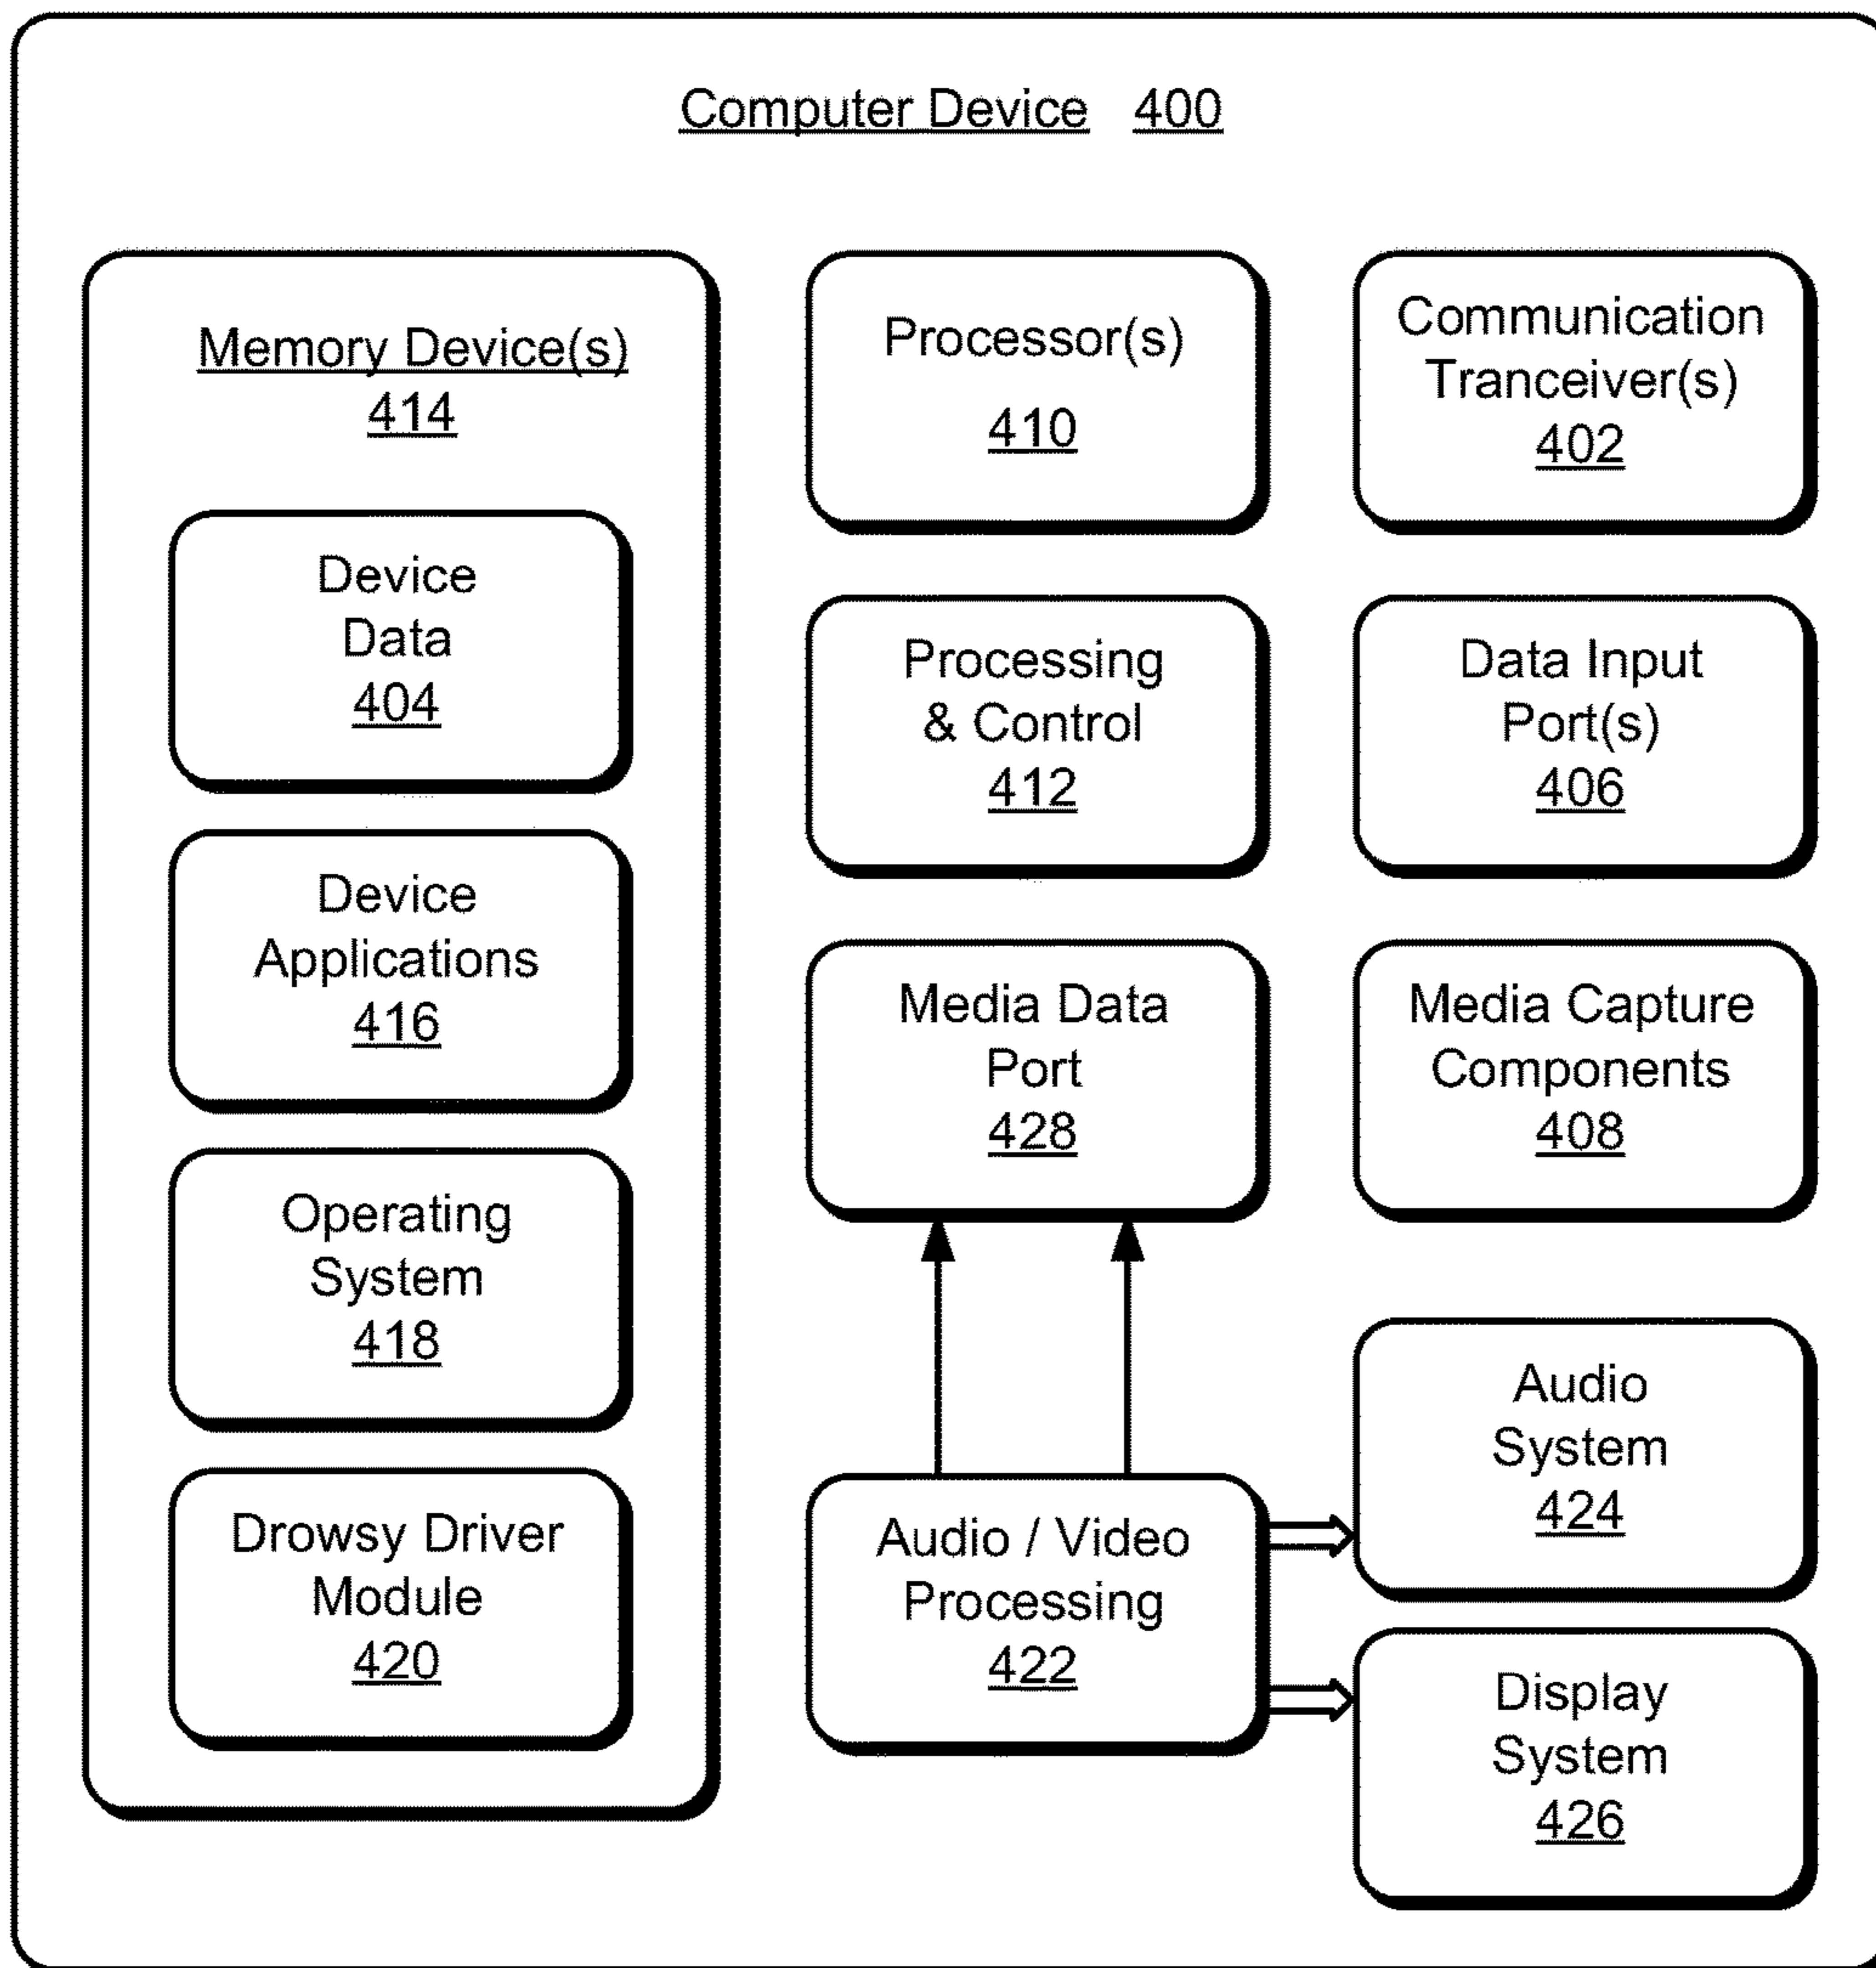 Computer Device 400
Memory Device(s)
414
Device
Data
404
Device
Applications
416
Operating
System
418
Drowsy Driver
Module
420
Processor(s)
410
Processing
& Control
412
Media Data
Port
428
Audio / Video
Processing
422
Communication
Tranceiver(s)
402
Data Input
Port(s)
406
Media Capture
Components
408
Audio
System
424
Display
System
426